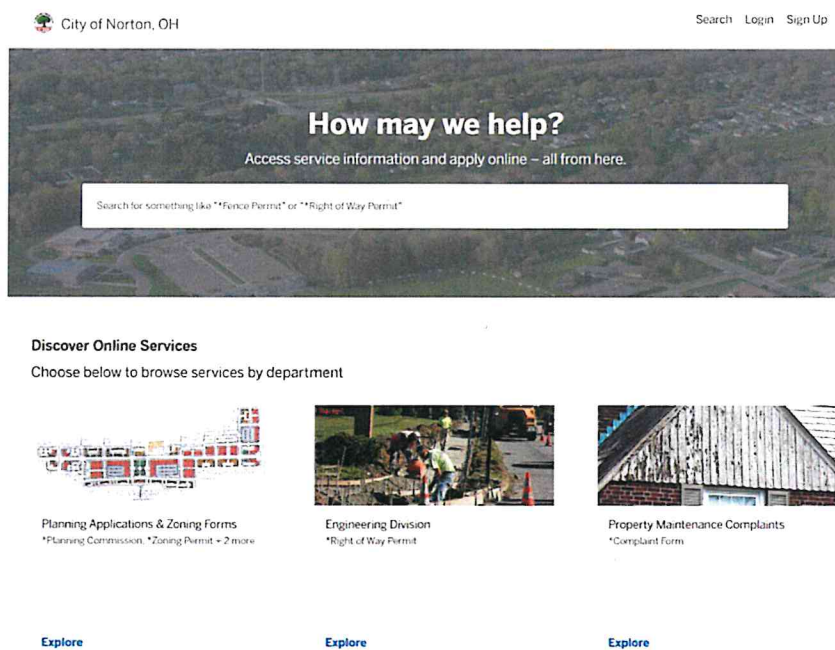 City of Norton, OH
Search Login Sign Up
How may we help?
Access service information and apply online – all from here.
Search for something like "*Fence Permit" or "*Right of Way Permit"
Discover Online Services
Choose below to browse services by department
Planning Applications & Zoning Forms
*Planning Commission, *Zoning Permit + 2 more
Explore
Engineering Division
*Right of Way Permit
Explore
Property Maintenance Complaints
*Complaint Form
Explore